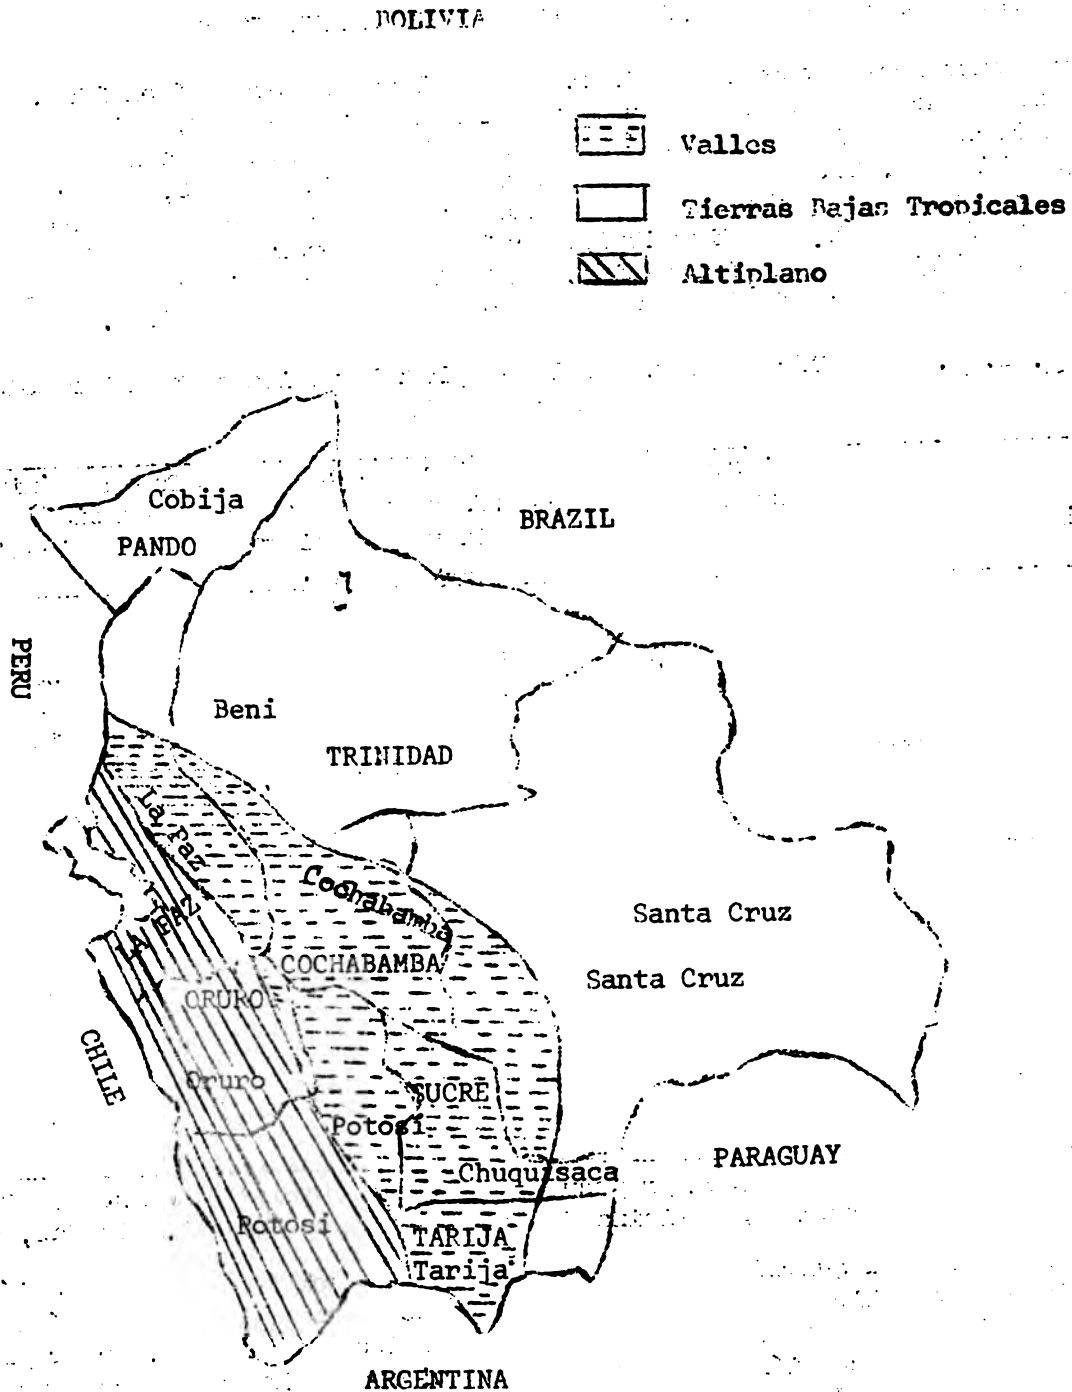 BOLIVIA
Valles
Tierras Bajas Tropicales
Altiplano
Cobija
BRAZIL
PANDO
PERU
Beni
TRINIDAD
La Paz
Cochabamba
Santa Cruz
LA PAZ
COCHABAMBA
Santa Cruz
ORURO
CHILE
Oruro
SUCRE
Potosí
PARAGUAY
Chuquisaca
Potosi
TARIJA
Tarija
ARGENTINA